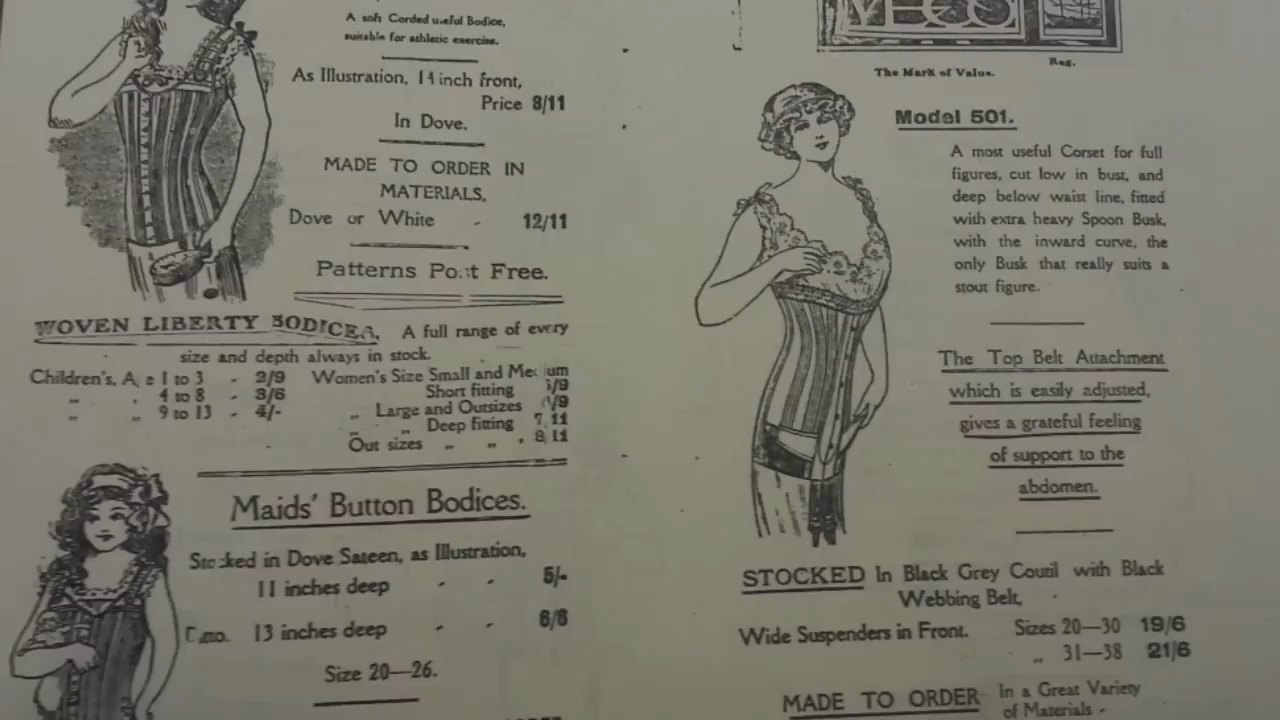 A soft Corded useful Bodice,
suitable for athletic exercise.
As Illustration, 14 inch front,
Price 8/11
In Dove.
MADE TO ORDER IN
MATERIALS,
Dove or White - 12/11
Patterns Post Free.
WOVEN LIBERTY BODICES, A full range of every
size and depth always in stock.
Children's, 1 to 3 - 2/9 Women's Size Small and Medium
„ „ 4 to 8 - 3/6 Short fitting /9
„ „ 9 to 13 - 4/- „ Large and Outsizes /9
„ „ Deep fitting 7 11
Out sizes „ „ . 8 11
Maids' Button Bodices.
Stocked in Dove Sateen, as Illustration,
11 inches deep - - 5/-
13 inches deep - - 6/6
Size 20—26.
The Mark of Value.
Reg.
Model 501.
A most useful Corset for full
figures, cut low in bust, and
deep below waist line, fitted
with extra heavy Spoon Busk,
with the inward curve, the
only Busk that really suits a
stout figure.
The Top Belt Attachment
which is easily adjusted,
gives a grateful feeling
of support to the
abdomen.
STOCKED In Black Grey Coutil with Black
Webbing Belt,
Wide Suspenders in Front. Sizes 20—30 19/6
„ 31—38 21/6
MADE TO ORDER In a Great Variety
of Materials -